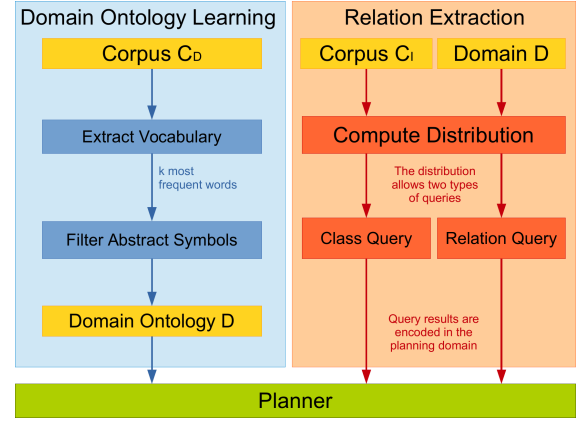 Domain Ontology Learning
Corpus CD
Extract Vocabulary
k most
frequent words
Filter Abstract Symbols
Domain Ontology D
Relation Extraction
Corpus CI
Domain D
Compute Distribution
The distribution
allows two types
of queries
Class Query
Relation Query
Query results are
encoded in the
planning domain
Planner